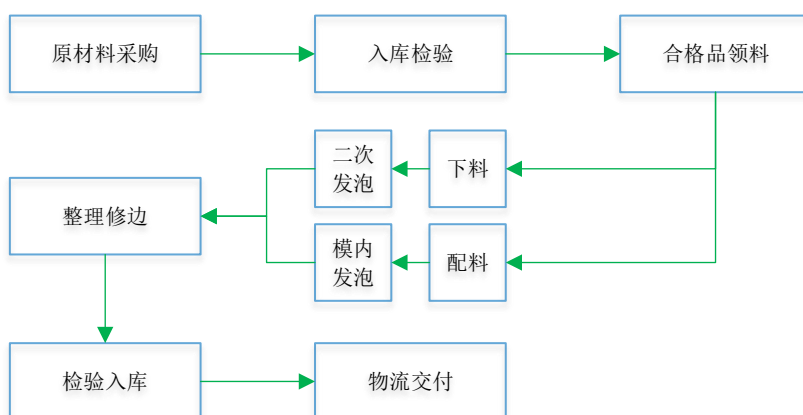 原材料采购
入库检验
合格品领料
二次
发泡
下料
整理修边
模内
发泡
配料
检验入库
物流交付